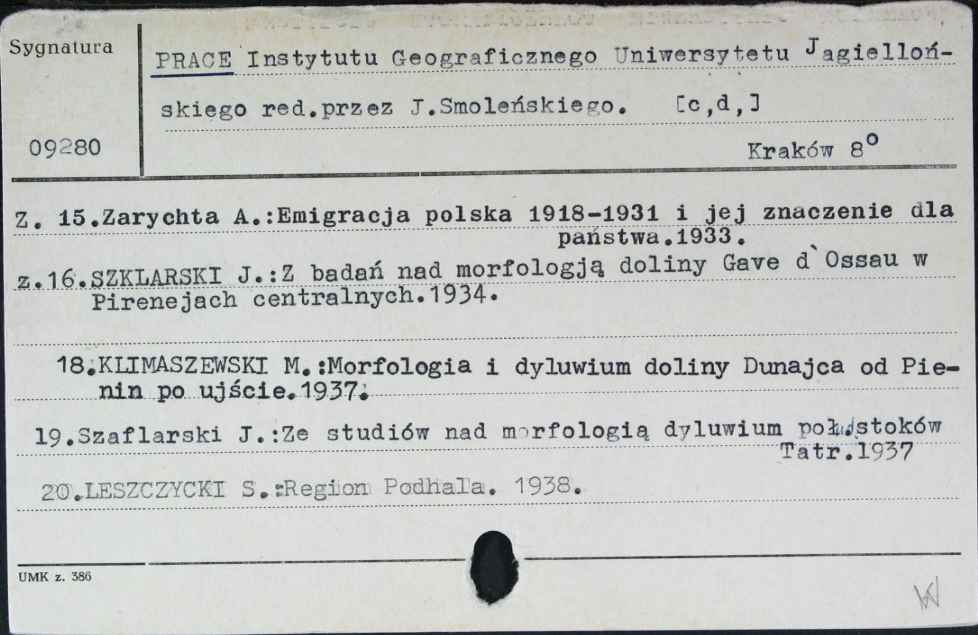 Sygnatura
PRACE Instytutu Geograficznego Uniwersytetu Jagielloń-
skiego red.przez J.Smoleńskiego. [c,d,]
09280
Kraków 8°
Z. 15.Zarychta A.:Emigracja polska 1918-1931 i jej znaczenie dla
państwa.1933.
z.16.SZKLARSKI J.:Z badań nad morfologją doliny Gave d`Ossau w
Pirenejach centralnych.1934.
18.KLIMASZEWSKI M.:Morfologia i dyluwium doliny Dunajca od Pie-
nin po ujście.1937.
19.Szaflarski J.:Ze studiów nad morfologią dyluwium poł.stoków
Tatr.1937
20.LESZCZYCKI S.:Region Podhala. 1938.
UMK z. 386